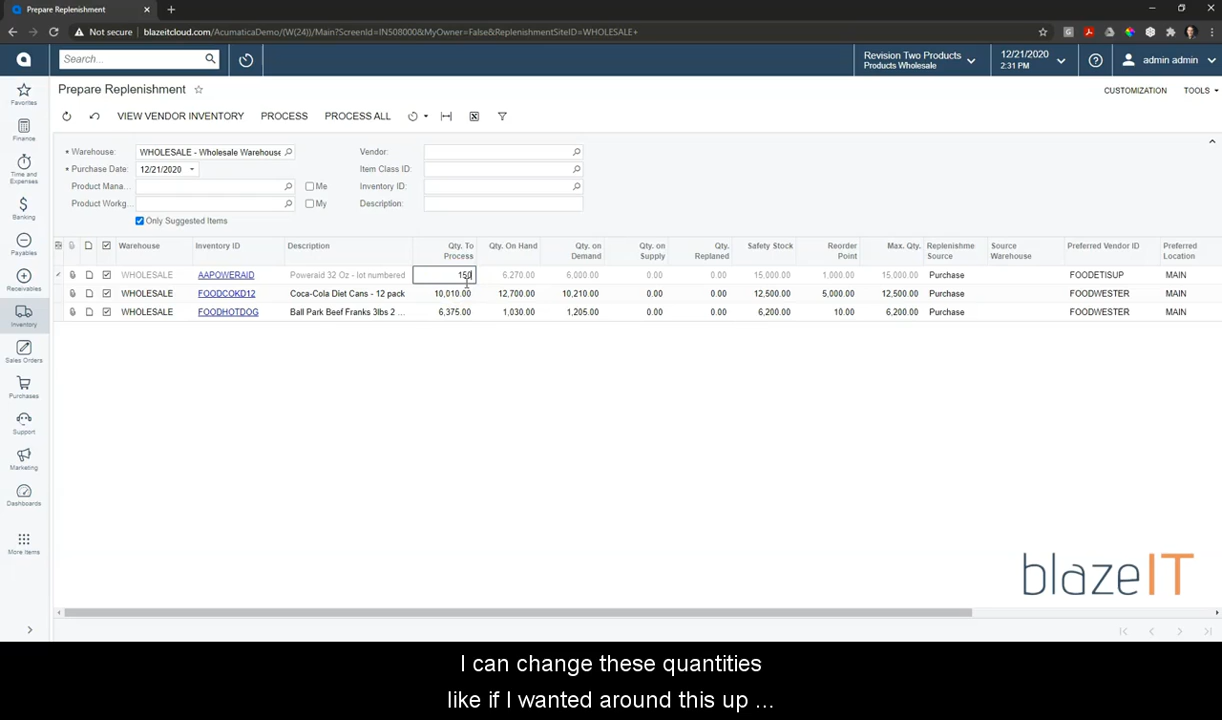 Prepare Replenishment
Not secure
blazeitcloud.com/AcumaticaDemo/(W(24))/Main?ScreenId=IN508000&MyOwner=False&ReplenishmentSiteID=WHOLESALE+
Search...
Revision Two Products
Products Wholesale
12/21/2020
2:31 PM
admin admin
Prepare Replenishment
CUSTOMIZATION TOOLS
VIEW VENDOR INVENTORY PROCESS PROCESS ALL
Favorites
Finance
Time and
Expenses
Banking
Payables
Receivables
Inventory
Sales Orders
Purchases
Support
Marketing
Dashboards
More Items
Warehouse: WHOLESALE - Wholesale Warehouse Vendor:
Purchase Date: 12/21/2020 Item Class ID:
Product Mana... Me Inventory ID:
Product Workg... My Description:
Only Suggested Items
Warehouse Inventory ID Description Qty. To Process Qty. On Hand Qty. on Demand Qty. on Supply Qty. Replaned Safety Stock Reorder Point Max. Qty. Replenishme Source Source Warehouse Preferred Vendor ID Preferred Location
WHOLESALE AAPOWERAID Poweraid 32 Oz - lot numbered 150 6,270.00 6,000.00 0.00 0.00 15,000.00 1,000.00 15,000.00 Purchase FOODETISUP MAIN
WHOLESALE FOODCOKD12 Coca-Cola Diet Cans - 12 pack 10,010.00 12,700.00 10,210.00 0.00 0.00 12,500.00 5,000.00 12,500.00 Purchase FOODWESTER MAIN
WHOLESALE FOODHOTDOG Ball Park Beef Franks 3lbs 2 ... 6,375.00 1,030.00 1,205.00 0.00 0.00 6,200.00 10.00 6,200.00 Purchase FOODWESTER MAIN
blazeIT
I can change these quantities
like if I wanted around this up ...